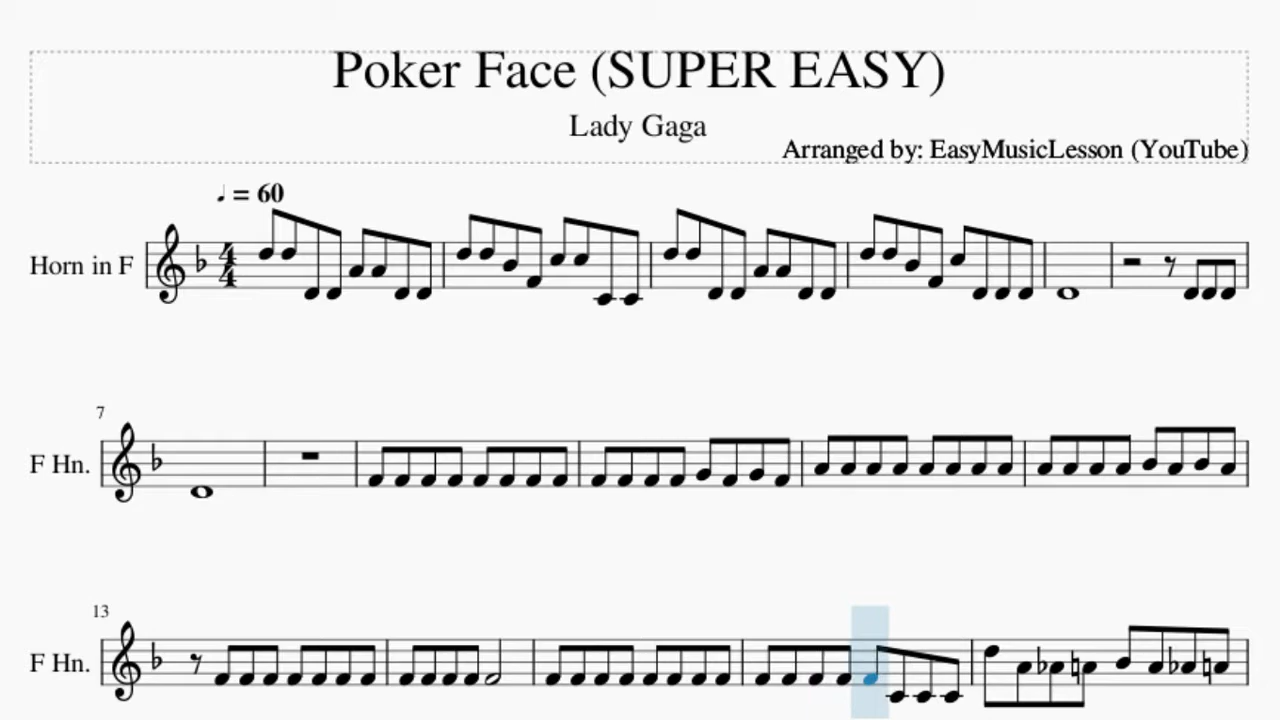 Poker Face (SUPER EASY)
Lady Gaga
Arranged by: EasyMusicLesson (YouTube)
♩ = 60
Horn in F
4
4
7
F Hn.
13
F Hn.